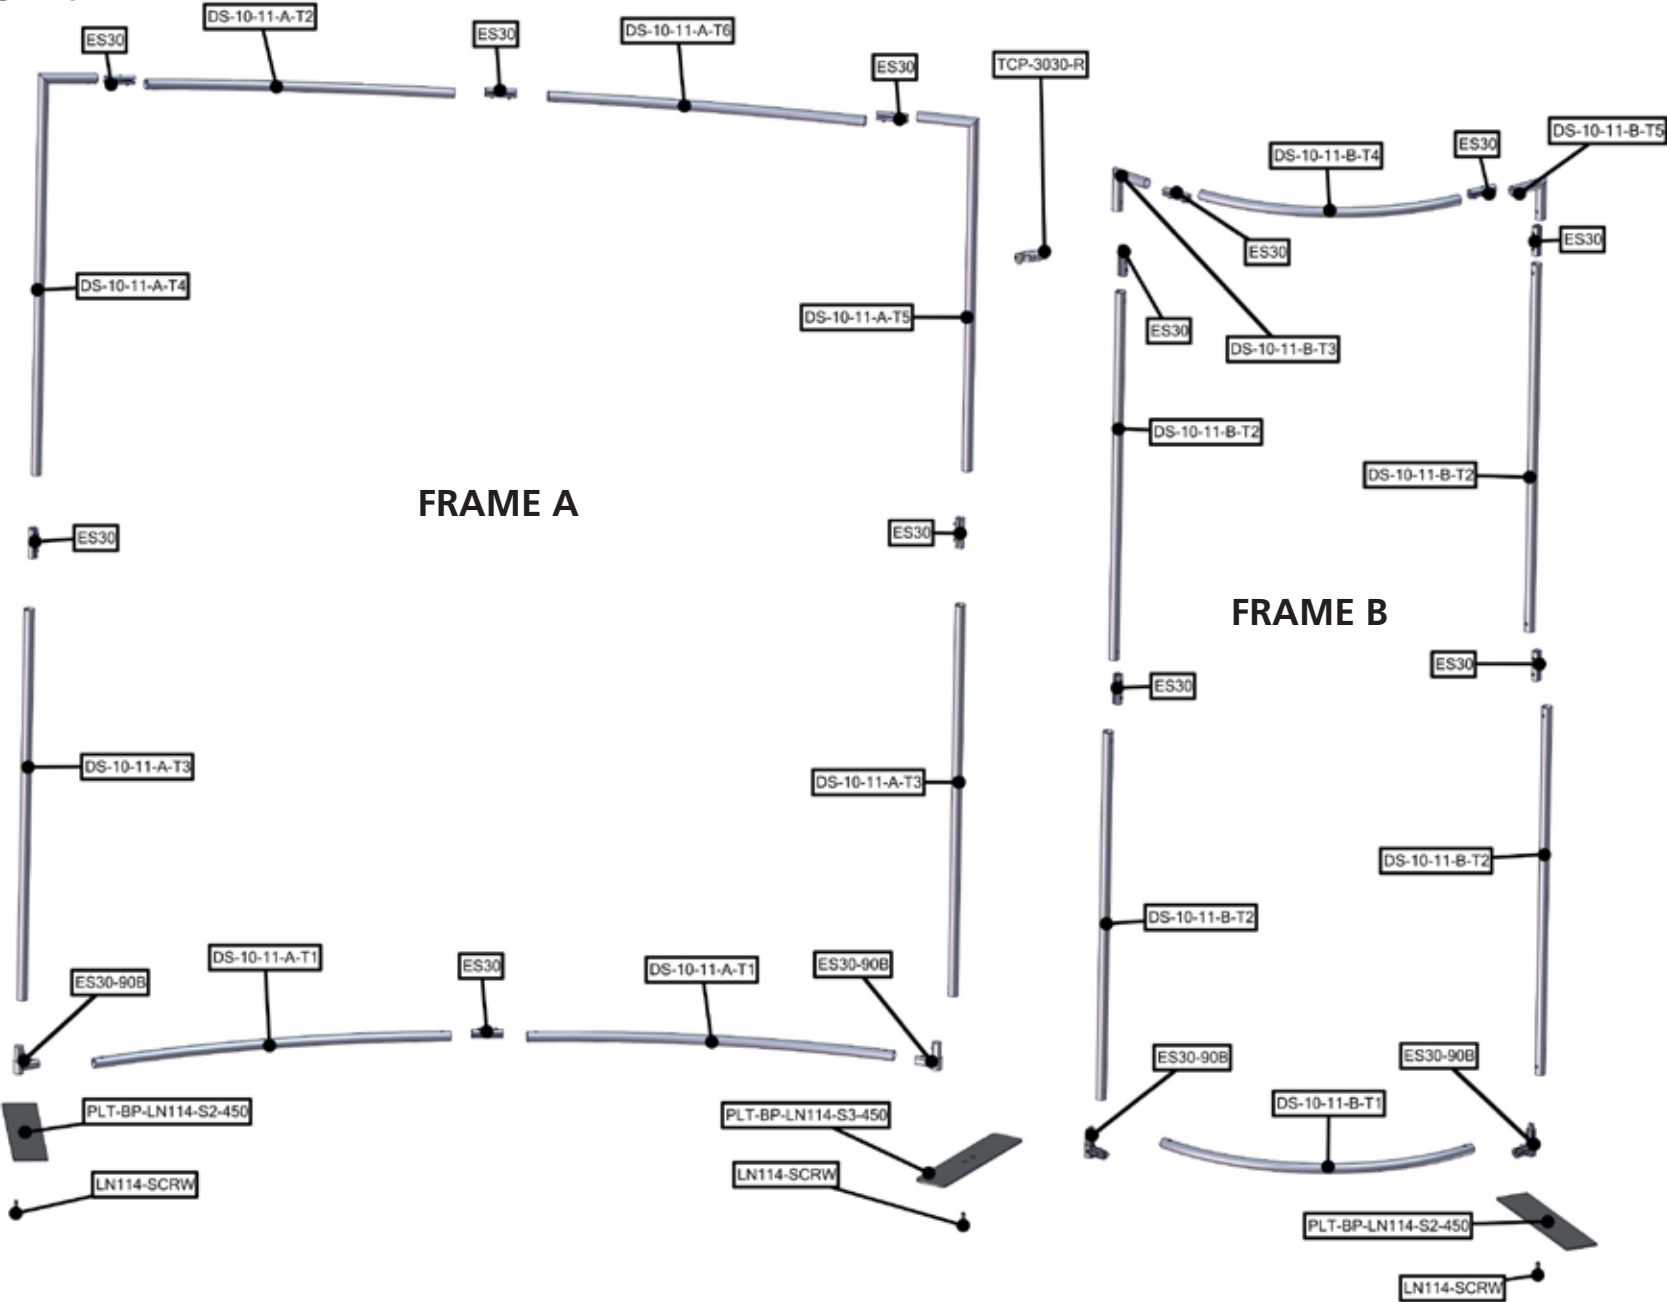 DS-10-11-A-T2
ES30
ES30
DS-10-11-A-T6
ES30
TCP-3030-R
DS-10-11-B-T5
ES30
DS-10-11-B-T4
ES30
ES30
DS-10-11-A-T4
DS-10-11-A-T5
ES30
DS-10-11-B-T3
DS-10-11-B-T2
DS-10-11-B-T2
FRAME A
ES30
ES30
FRAME B
ES30
ES30
DS-10-11-A-T3
DS-10-11-A-T3
DS-10-11-B-T2
DS-10-11-B-T2
DS-10-11-A-T1
ES30
DS-10-11-A-T1
ES30-90B
ES30-90B
ES30-90B
ES30-90B
DS-10-11-B-T1
PLT-BP-LN114-S2-450
PLT-BP-LN114-S3-450
LN114-SCRW
LN114-SCRW
PLT-BP-LN114-S2-450
LN114-SCRW